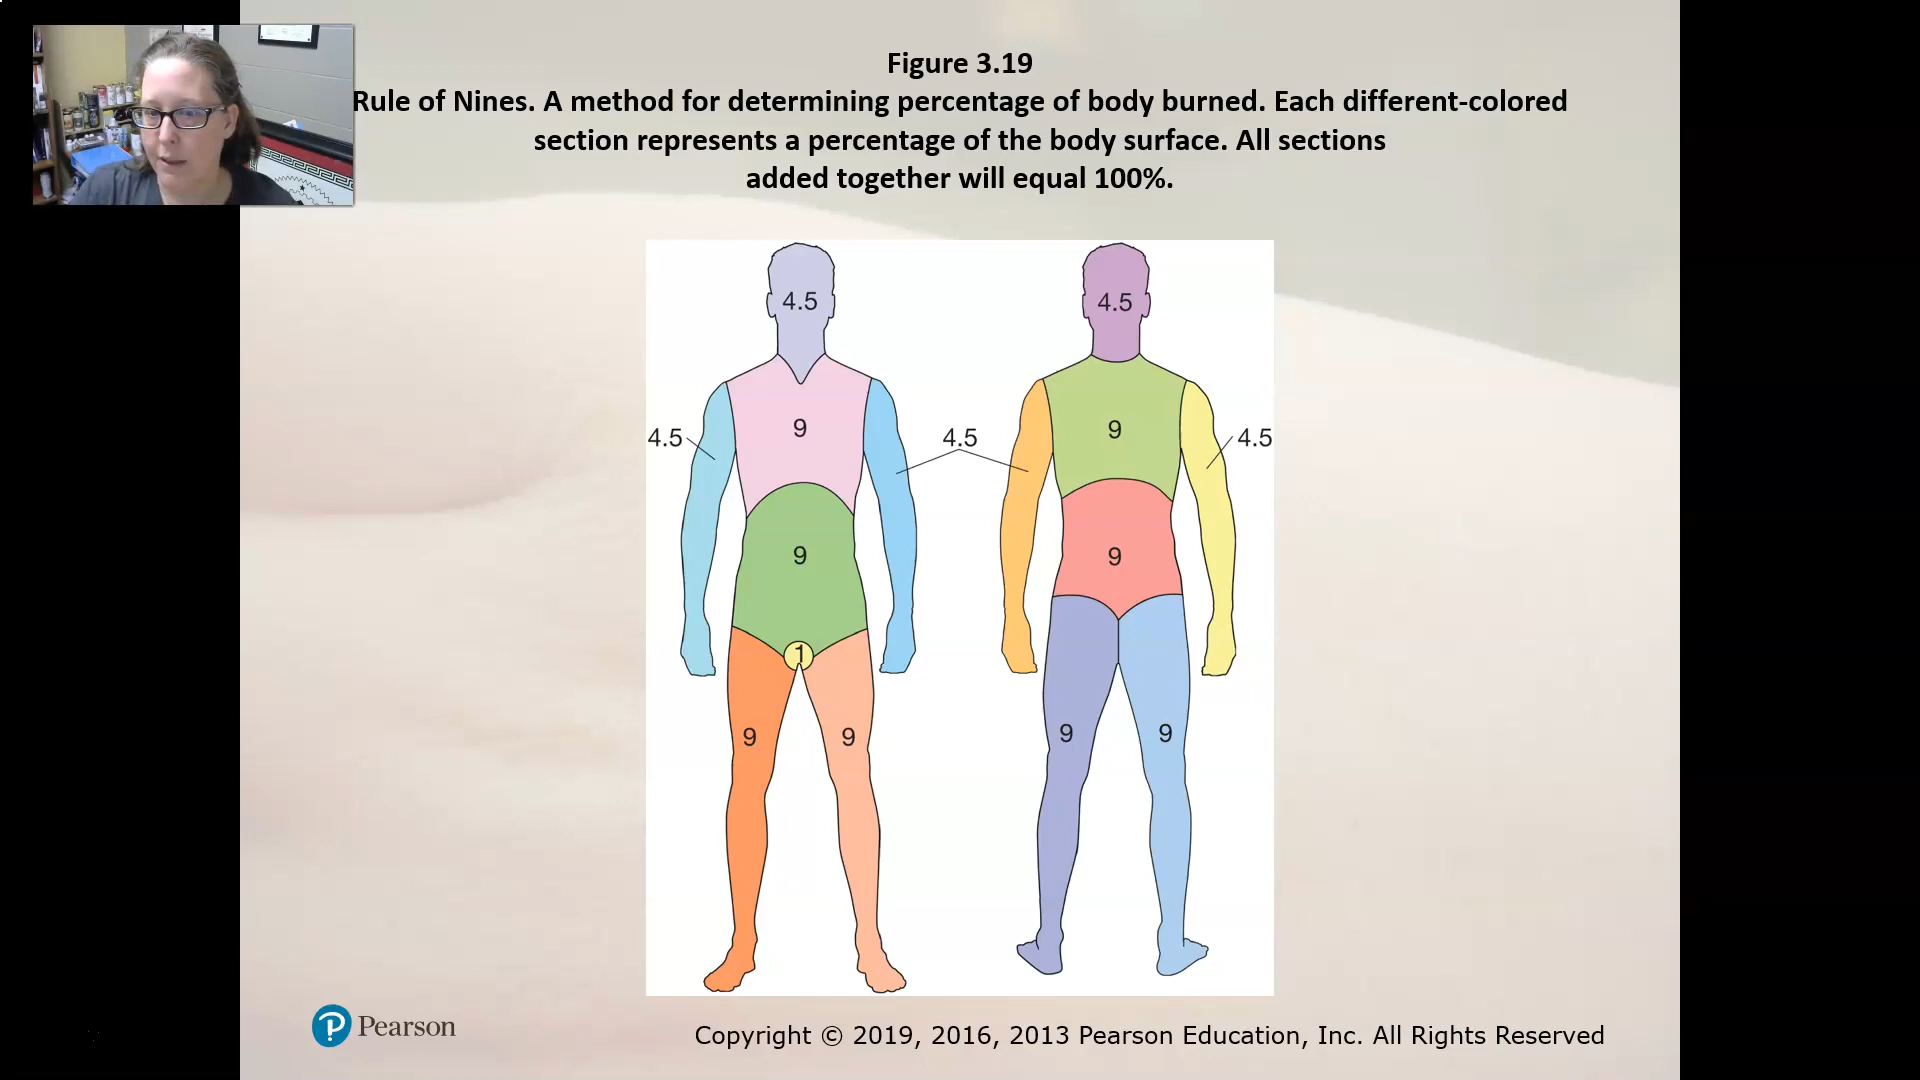 Figure 3.19
Rule of Nines. A method for determining percentage of body burned. Each different-colored
section represents a percentage of the body surface. All sections
added together will equal 100%.
4.5
4.5
9
9
4.5
4.5
4.5
9
9
1
9
9
9
9
Pearson
Copyright © 2019, 2016, 2013 Pearson Education, Inc. All Rights Reserved